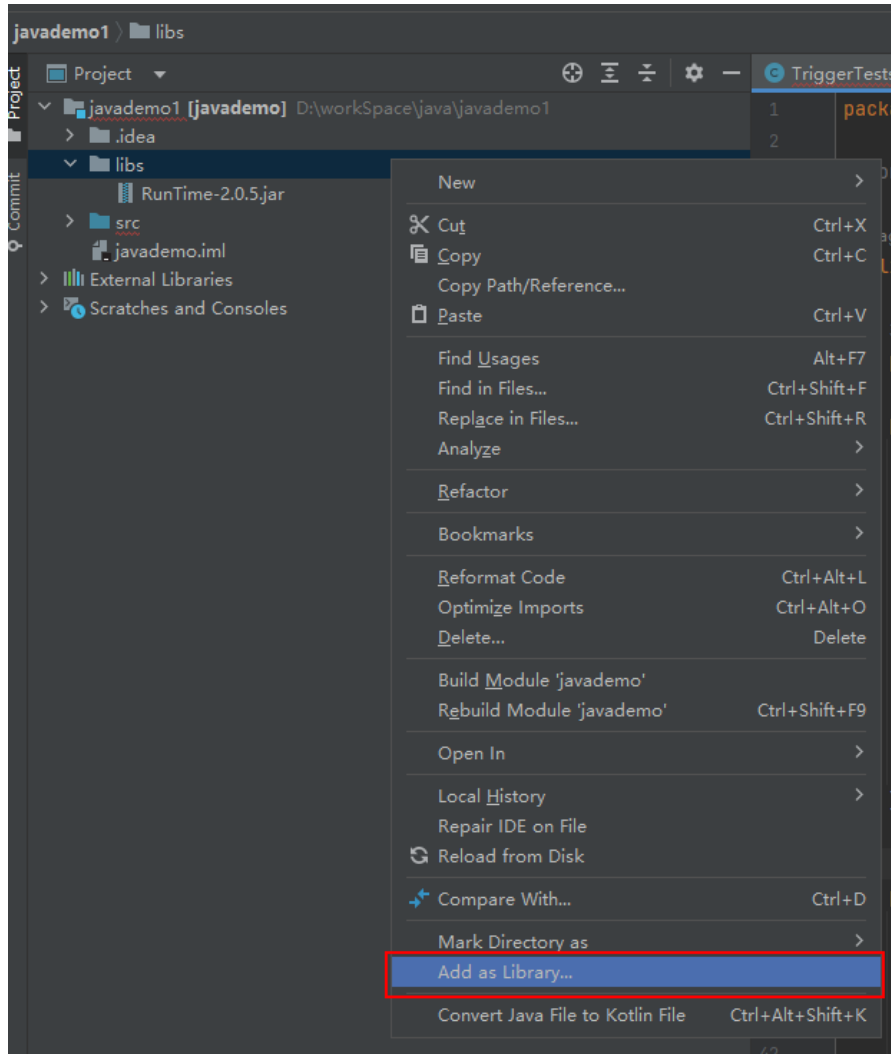 javademo1 libs
Project
Project
Commit
TriggerTests
javademo1 [javademo] D:\workSpace\java\javademo1
.idea
libs
RunTime-2.0.5.jar
src
javademo.iml
External Libraries
Scratches and Consoles
1
pack
2
New
Cut Ctrl+X
Copy Ctrl+C
Copy Path/Reference...
Paste Ctrl+V
Find Usages Alt+F7
Find in Files... Ctrl+Shift+F
Replace in Files... Ctrl+Shift+R
Analyze
Refactor
Bookmarks
Reformat Code Ctrl+Alt+L
Optimize Imports Ctrl+Alt+O
Delete... Delete
Build Module 'javademo'
Rebuild Module 'javademo' Ctrl+Shift+F9
Open In
Local History
Repair IDE on File
Reload from Disk
Compare With... Ctrl+D
Mark Directory as
Add as Library...
Convert Java File to Kotlin File Ctrl+Alt+Shift+K